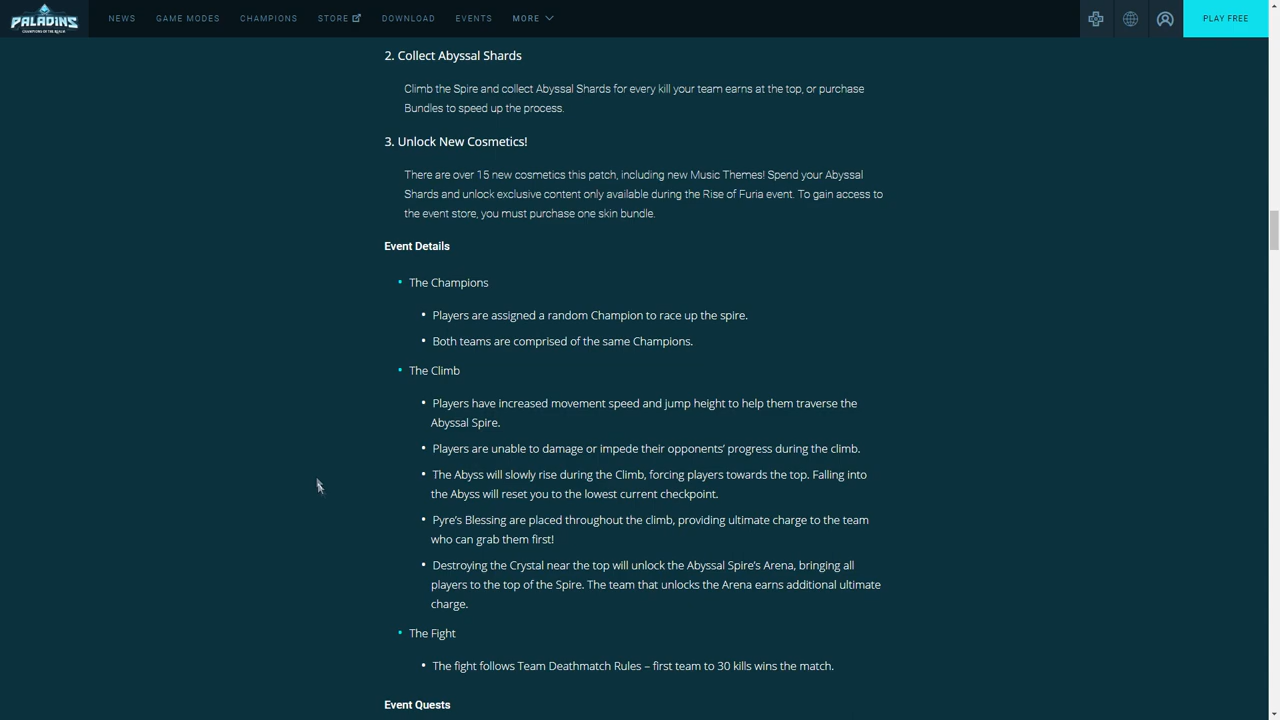 PALADINS
CHAMPIONS OF THE REALM
NEWS
GAME MODES
CHAMPIONS
STORE
DOWNLOAD
EVENTS
MORE
PLAY FREE
2. Collect Abyssal Shards
Climb the Spire and collect Abyssal Shards for every kill your team earns at the top, or purchase
Bundles to speed up the process.
3. Unlock New Cosmetics!
There are over 15 new cosmetics this patch, including new Music Themes! Spend your Abyssal
Shards and unlock exclusive content only available during the Rise of Furia event. To gain access to
the event store, you must purchase one skin bundle.
Event Details
• The Champions
• Players are assigned a random Champion to race up the spire.
• Both teams are comprised of the same Champions.
• The Climb
• Players have increased movement speed and jump height to help them traverse the
Abyssal Spire.
• Players are unable to damage or impede their opponents’ progress during the climb.
• The Abyss will slowly rise during the Climb, forcing players towards the top. Falling into
the Abyss will reset you to the lowest current checkpoint.
• Pyre’s Blessing are placed throughout the climb, providing ultimate charge to the team
who can grab them first!
• Destroying the Crystal near the top will unlock the Abyssal Spire’s Arena, bringing all
players to the top of the Spire. The team that unlocks the Arena earns additional ultimate
charge.
• The Fight
• The fight follows Team Deathmatch Rules – first team to 30 kills wins the match.
Event Quests